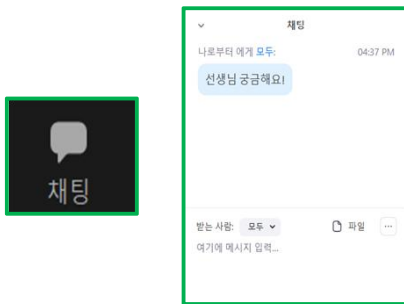 채팅
채팅
나로부터 에게 모두: 04:37 PM
선생님 궁금해요!
받는 사람: 모두 파일 ...
여기에 메시지 입력...